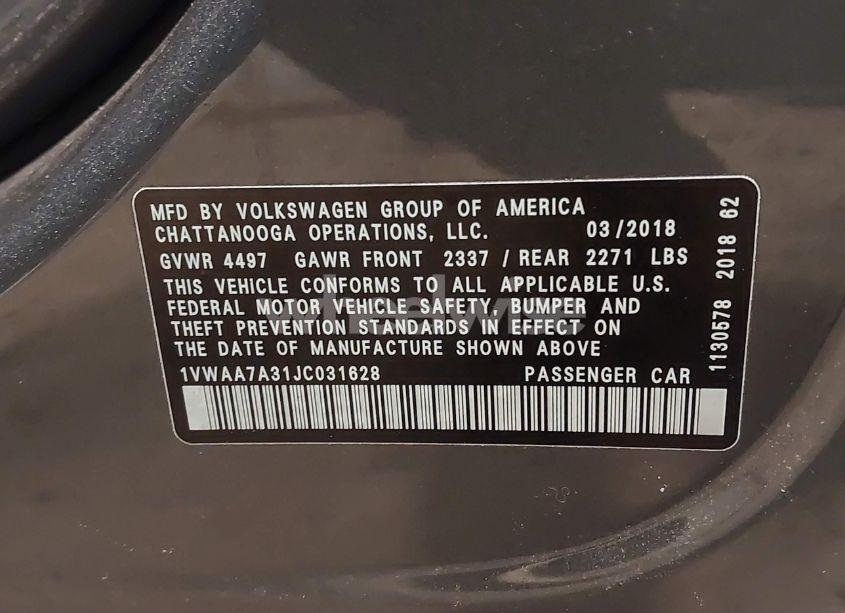 MFD BY VOLKSWAGEN GROUP OF AMERICA
CHATTANOOGA OPERATIONS, LLC. 03/2018
GVWR 4497 GAWR FRONT 2337 / REAR 2271 LBS
THIS VEHICLE CONFORMS TO ALL APPLICABLE U.S.
FEDERAL MOTOR VEHICLE SAFETY, BUMPER AND
THEFT PREVENTION STANDARDS IN EFFECT ON
THE DATE OF MANUFACTURE SHOWN ABOVE
1VWAA7A31JC031628 PASSENGER CAR
1130578 2018 62